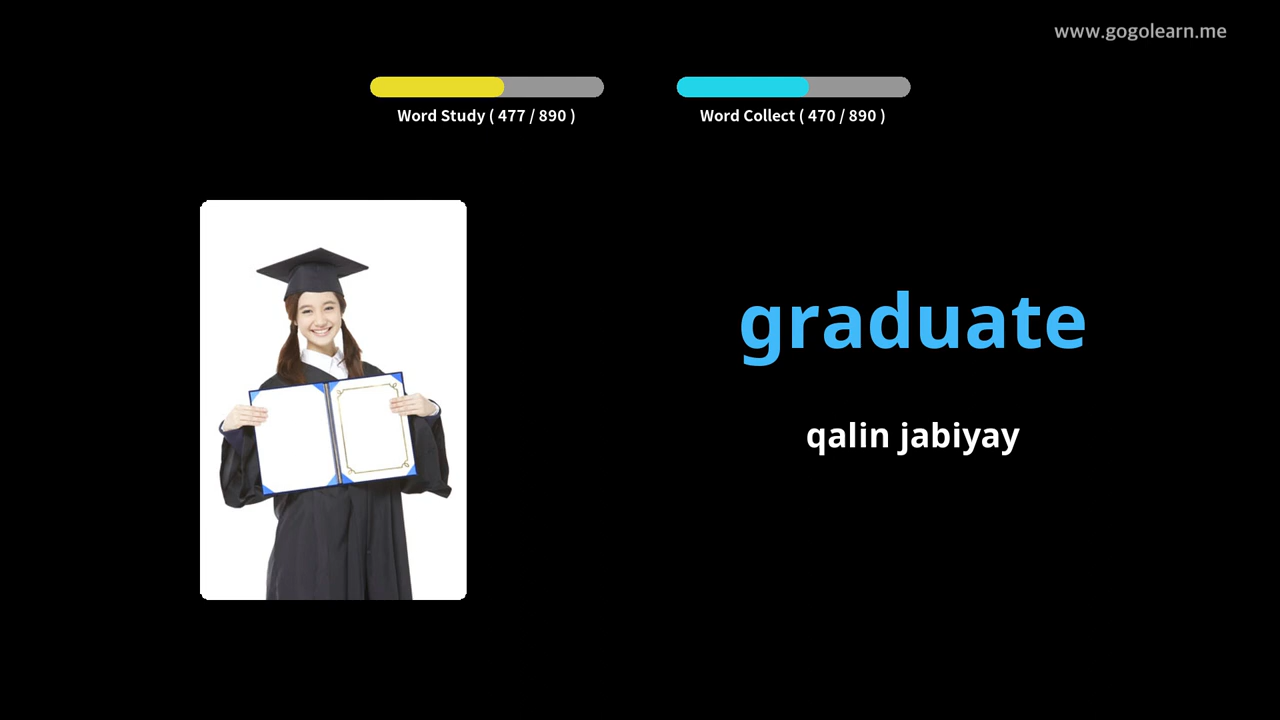 www.gogolearn.me
Word Study ( 477 / 890 )
Word Collect ( 470 / 890 )
graduate
qalin jabiyay